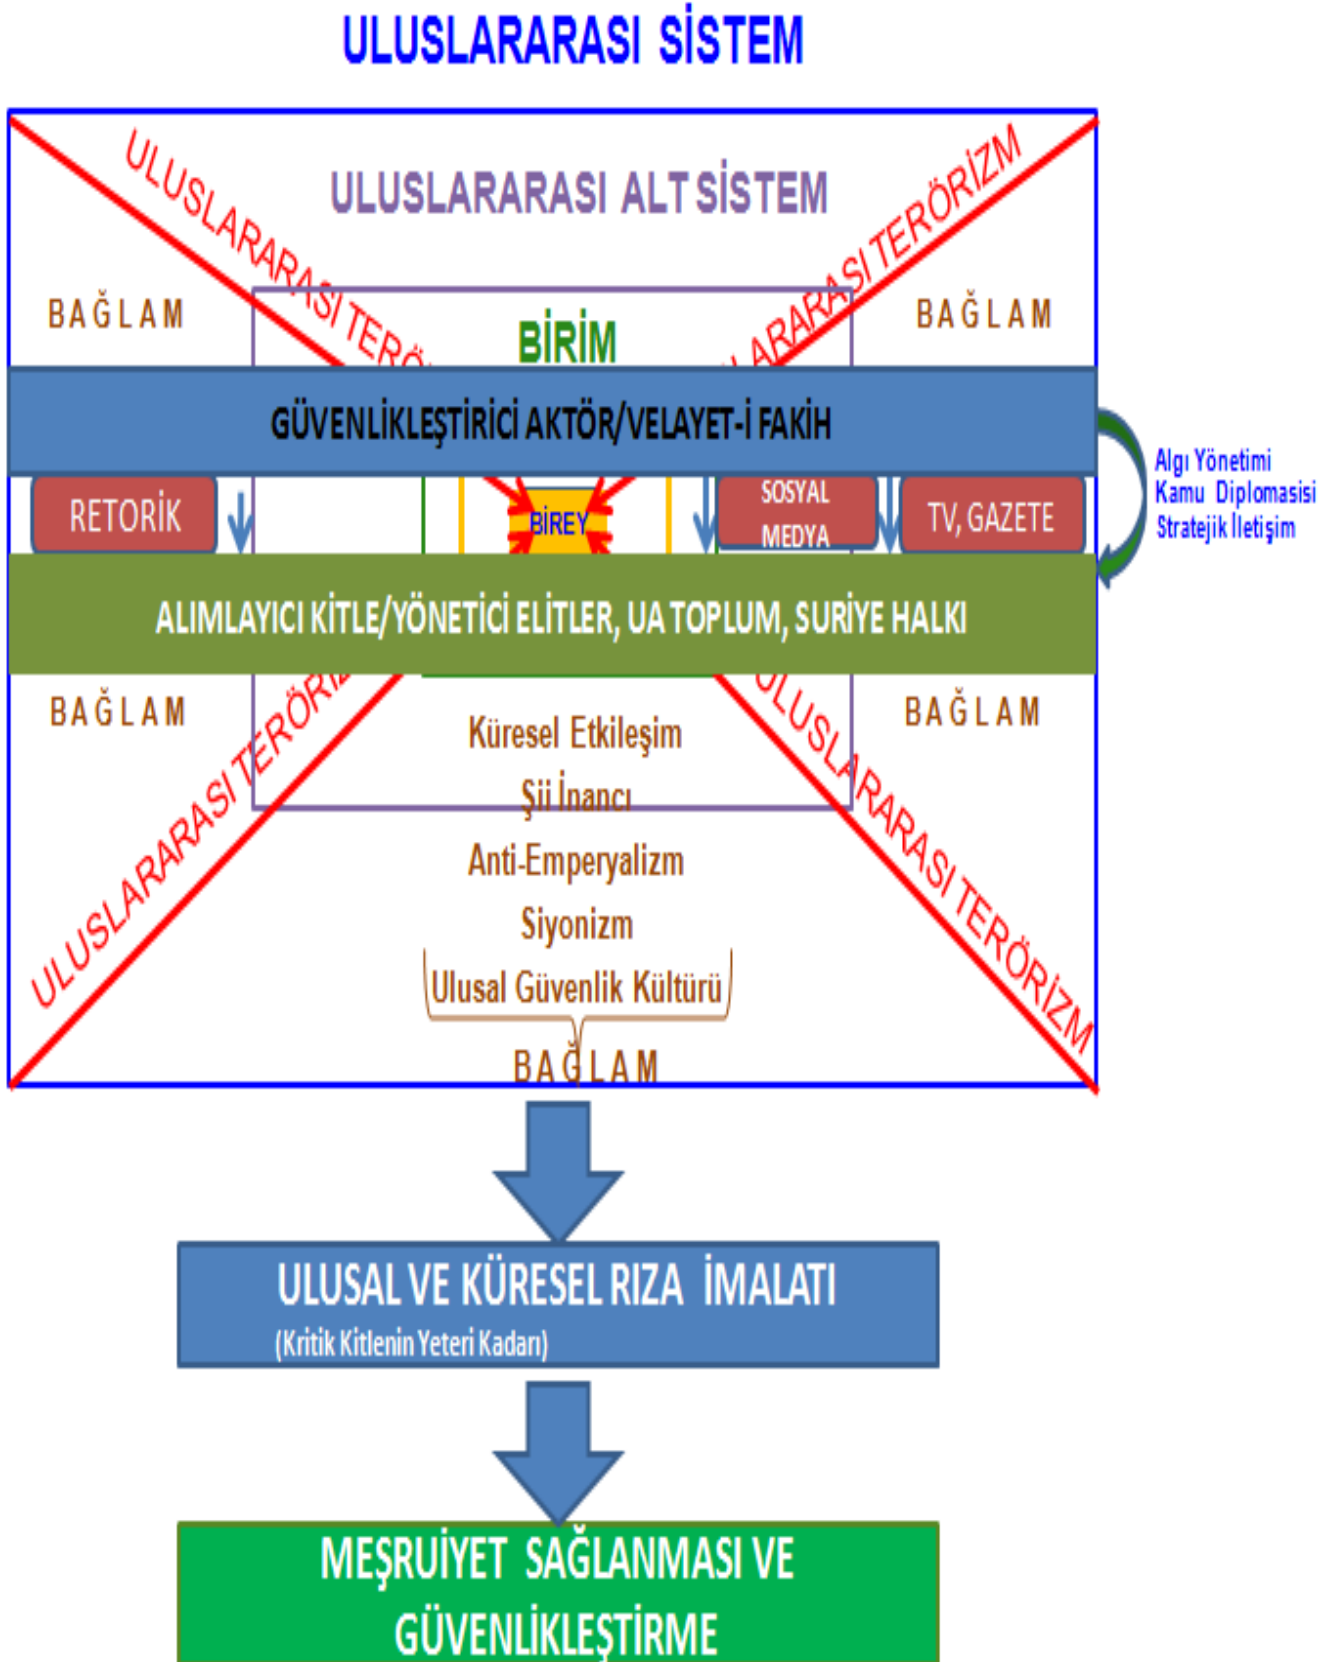 ULUSLARARASI SİSTEM
ULUSLARARASI TERÖ
ULUSLARARASI ALT SİSTEM
LARARASI TERÖRİZM
BAĞLAM
BAĞLAM
BİRİM
GÜVENLİKLEŞTİRİCİ AKTÖR/VELAYET-İ FAKİH
RETORİK
BİREY
SOSYAL
MEDYA
TV, GAZETE
Algı Yönetimi
Kamu Diplomasisi
Stratejik İletişim
ALIMLAYICI KİTLE/YÖNETİCİ ELİTLER, UA TOPLUM, SURİYE HALKI
BAĞLAM
BAĞLAM
ULUSLARARASI TERÖRİZ
ULUSLARARASI TERÖRİZM
Küresel Etkileşim
Şii İnancı
Anti-Emperyalizm
Siyonizm
Ulusal Güvenlik Kültürü
BAĞLAM
ULUSAL VE KÜRESEL RIZA İMALATI
(Kritik Kitlenin Yeteri Kadarı)
MEŞRUİYET SAĞLANMASI VE
GÜVENLİKLEŞTİRME